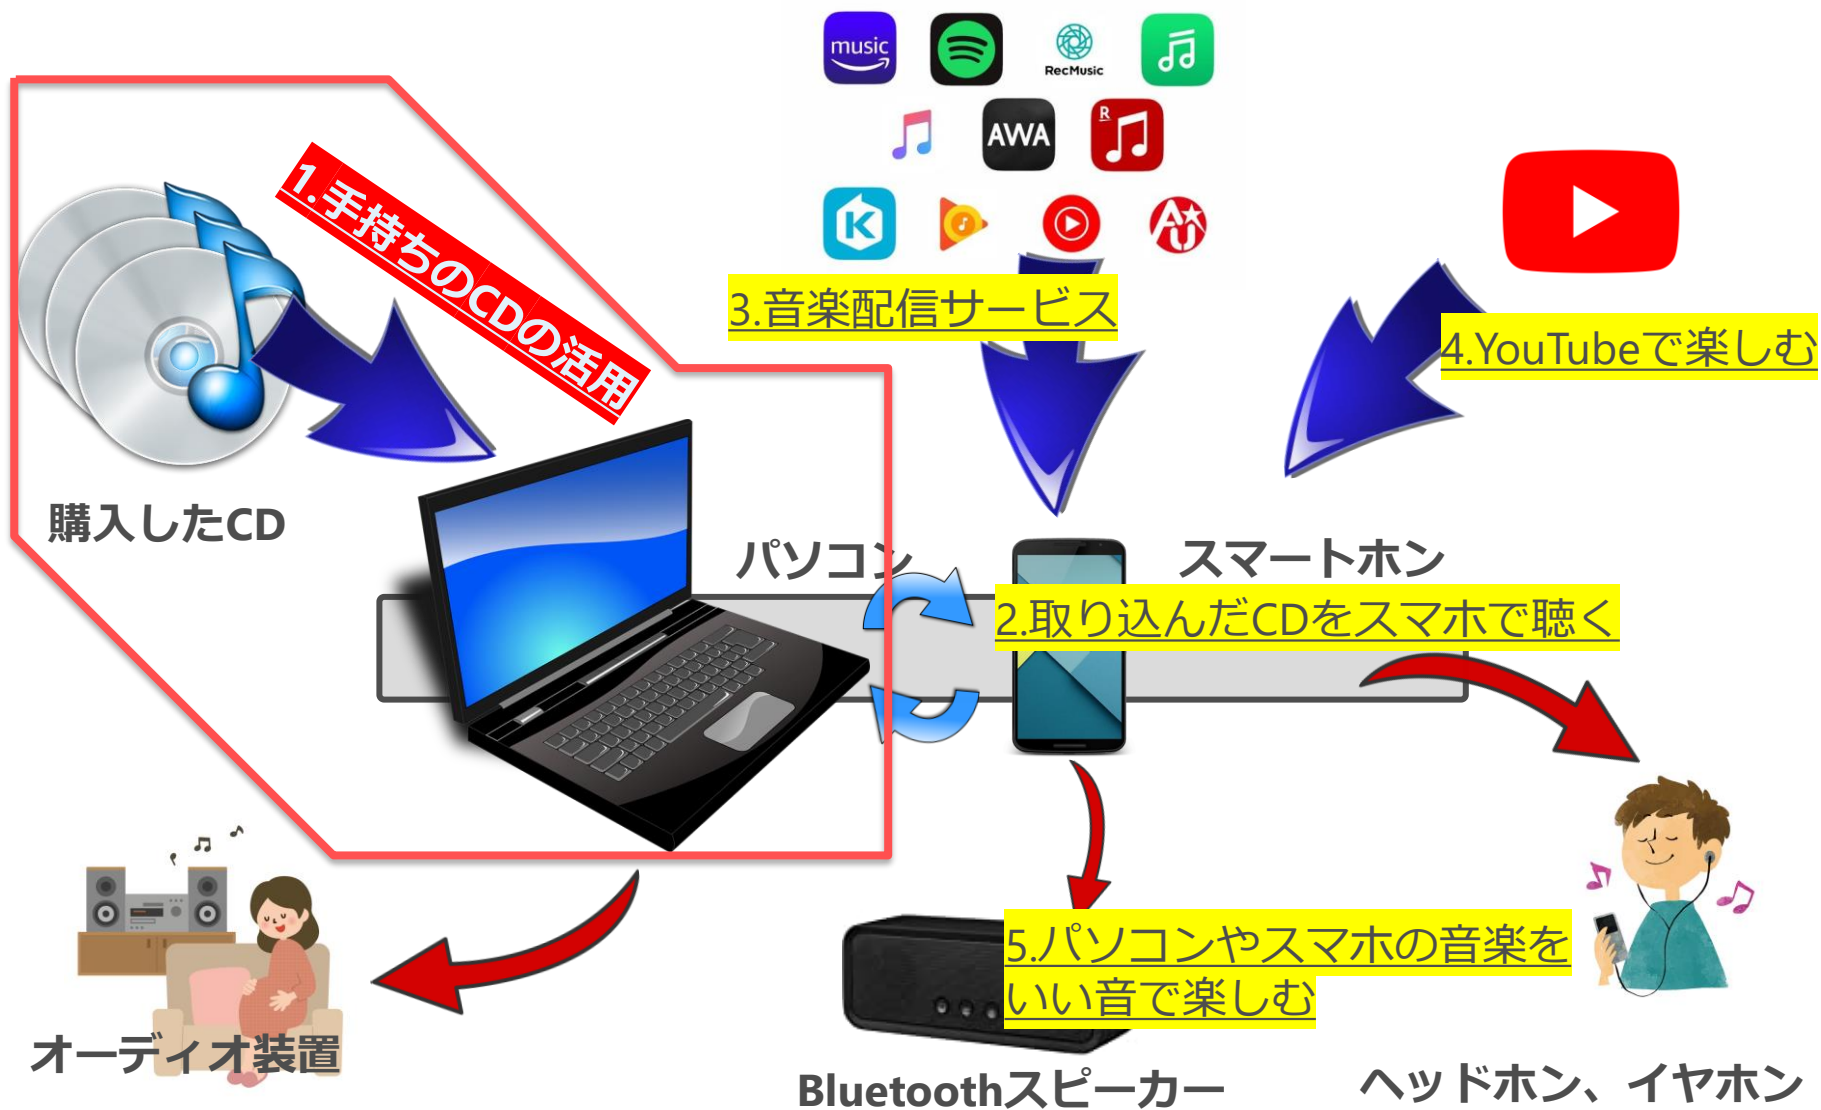 music
RecMusic
AWA
R
K
AU
1.手持ちのCDの活用
3.音楽配信サービス
4.YouTubeで楽しむ
購入したCD
パソコン
スマートホン
2.取り込んだCDをスマホで聴く
5.パソコンやスマホの音楽を
いい音で楽しむ
オーディオ装置
Bluetoothスピーカー
ヘッドホン、イヤホン